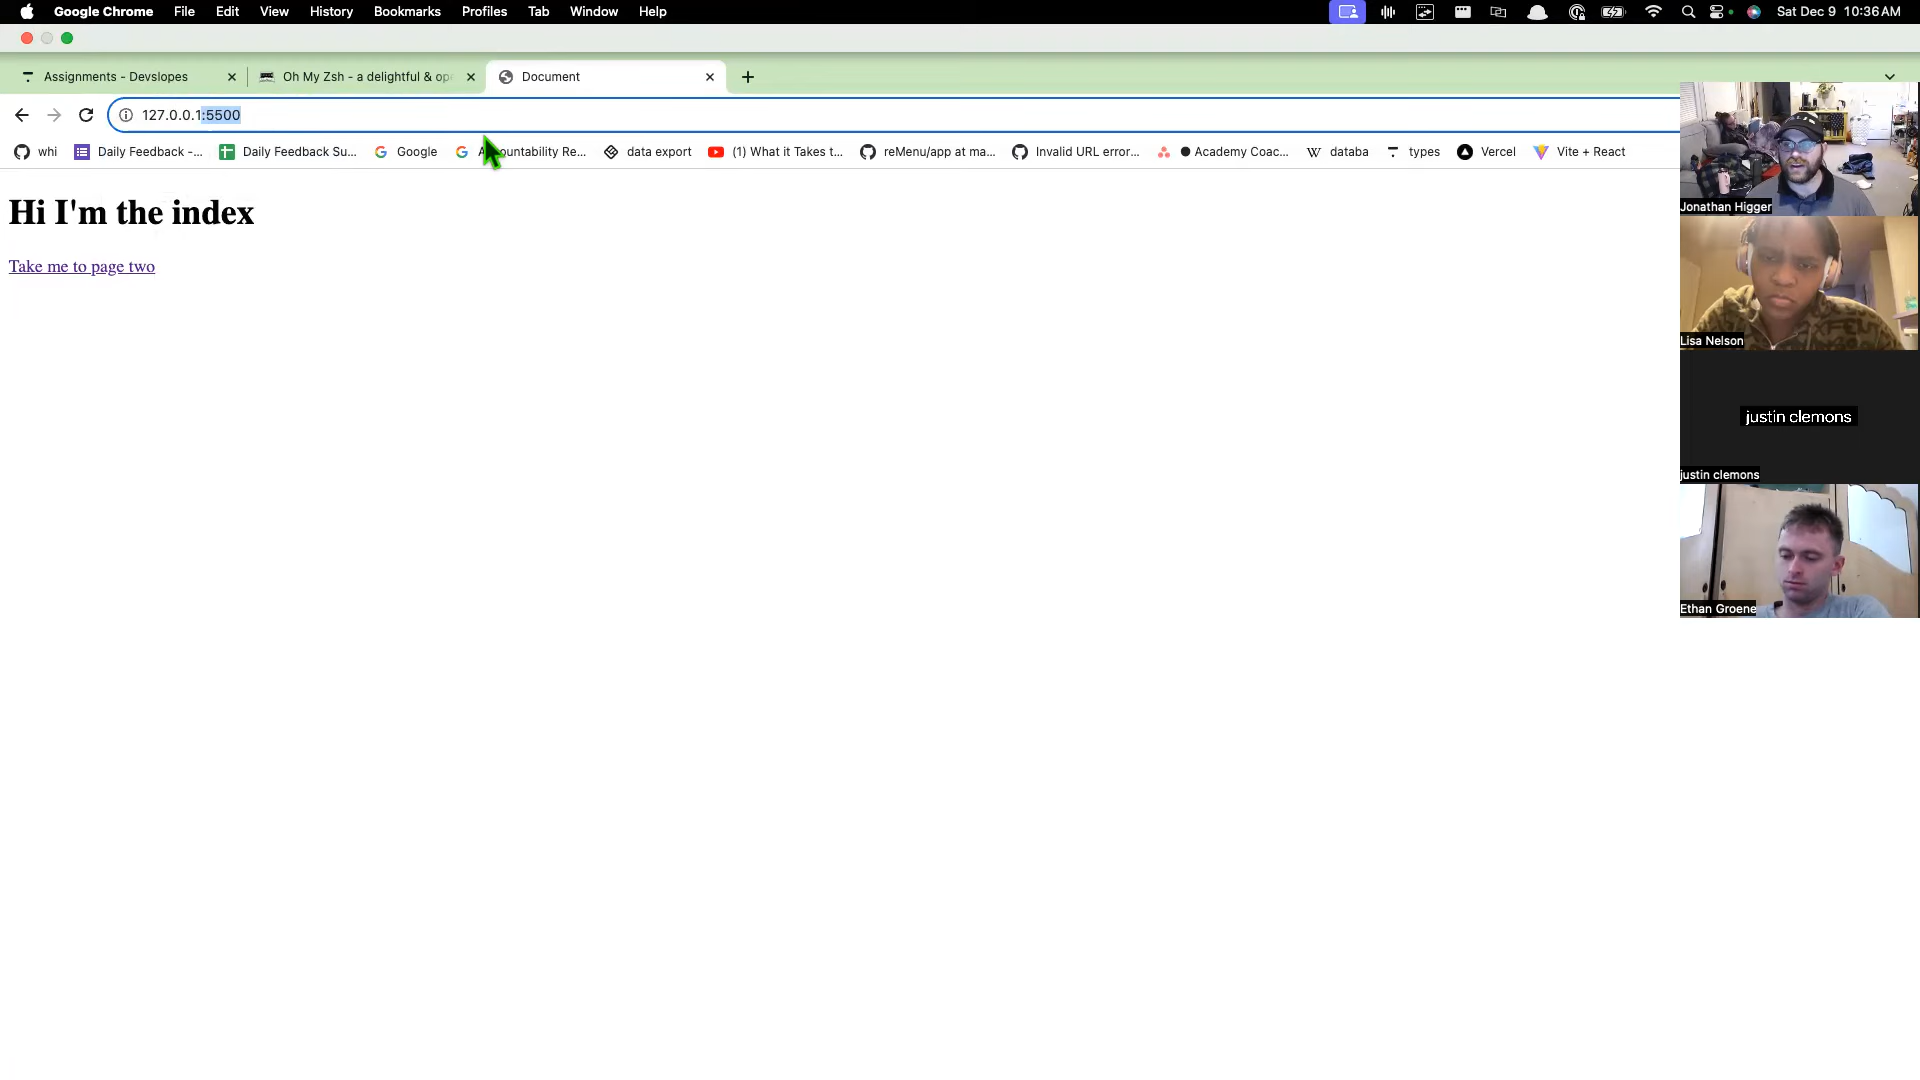 Google Chrome File Edit View History Bookmarks Profiles Tab Window Help Sat Dec 9 10:36 AM
Assignments - Devslopes Oh My Zsh - a delightful & op Document
127.0.0.1:5500
whi Daily Feedback -... Daily Feedback Su... Google Re... data export (1) What it Takes t... reMenu/app at ma... Invalid URL error... Academy Coac... databa types Vercel Vite + React
Hi I'm the index
Take me to page two
Jonathan Higger
Lisa Nelson
justin clemons
justin clemons
Ethan Groene